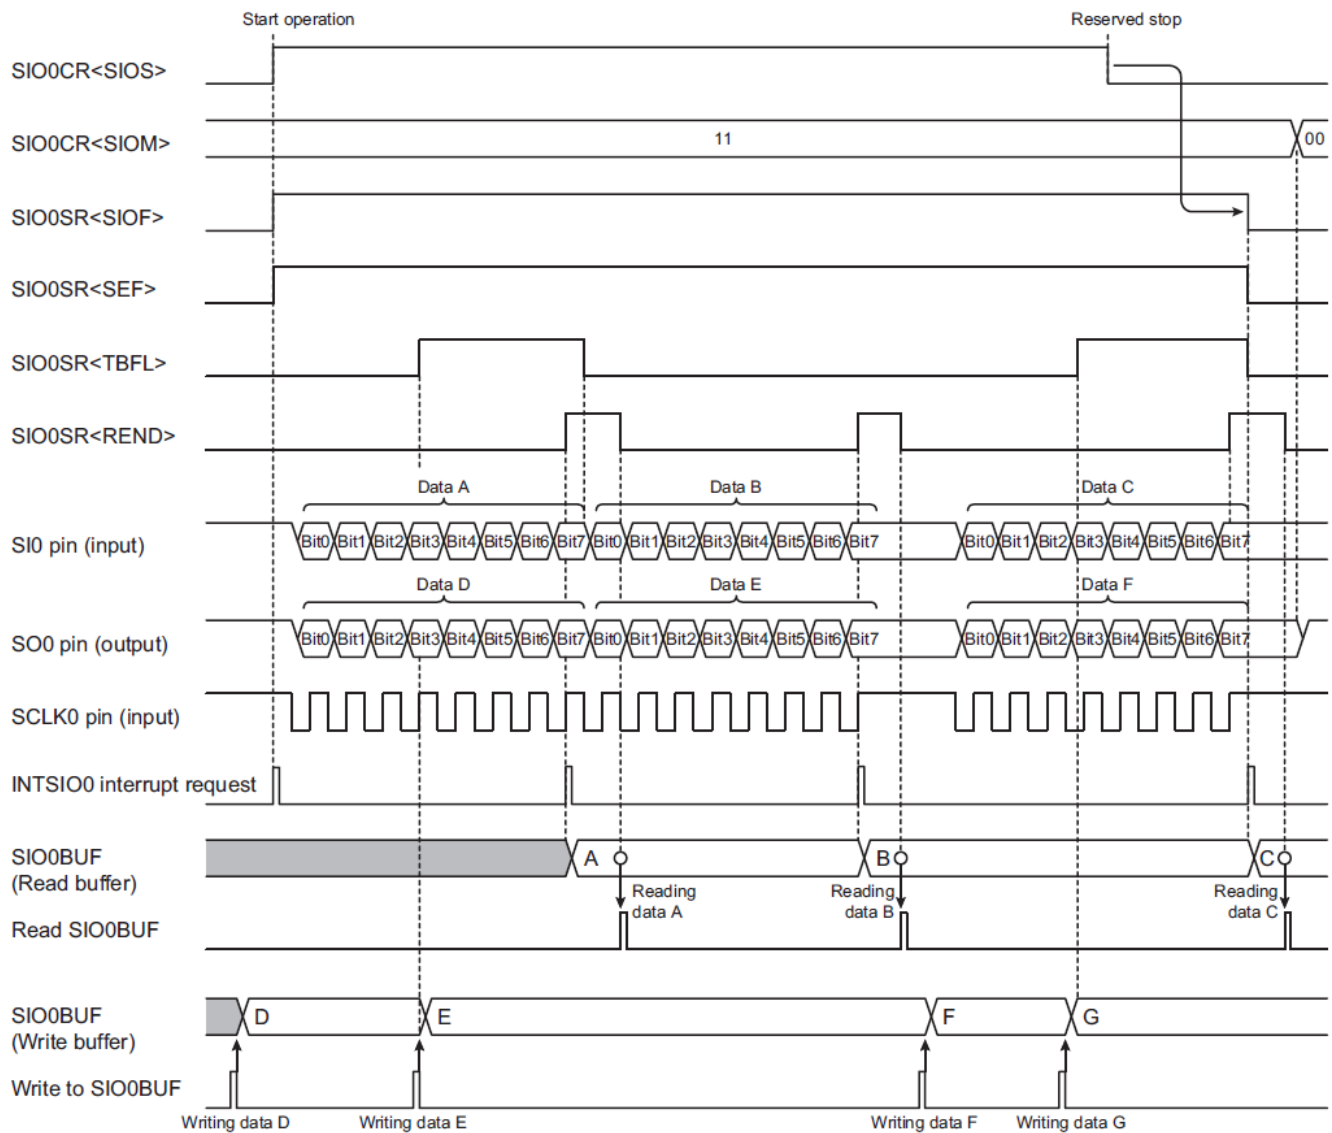 Start operation Reserved stop
SIO0CR<SIOS>
SIO0CR<SIOM> 11 00
SIO0SR<SIOF>
SIO0SR<SEF>
SIO0SR<TBFL>
SIO0SR<REND>
Data A Data B Data C
SI0 pin (input) Bit0 Bit1 Bit2 Bit3 Bit4 Bit5 Bit6 Bit7 Bit0 Bit1 Bit2 Bit3 Bit4 Bit5 Bit6 Bit7 Bit0 Bit1 Bit2 Bit3 Bit4 Bit5 Bit6 Bit7
Data D Data E Data F
SO0 pin (output) Bit0 Bit1 Bit2 Bit3 Bit4 Bit5 Bit6 Bit7 Bit0 Bit1 Bit2 Bit3 Bit4 Bit5 Bit6 Bit7 Bit0 Bit1 Bit2 Bit3 Bit4 Bit5 Bit6 Bit7
SCLK0 pin (input)
INTSIO0 interrupt request
SIO0BUF A B C
(Read buffer)
Reading Reading Reading
data A data B data C
Read SIO0BUF
SIO0BUF D E F G
(Write buffer)
Write to SIO0BUF
Writing data D Writing data E Writing data F Writing data G